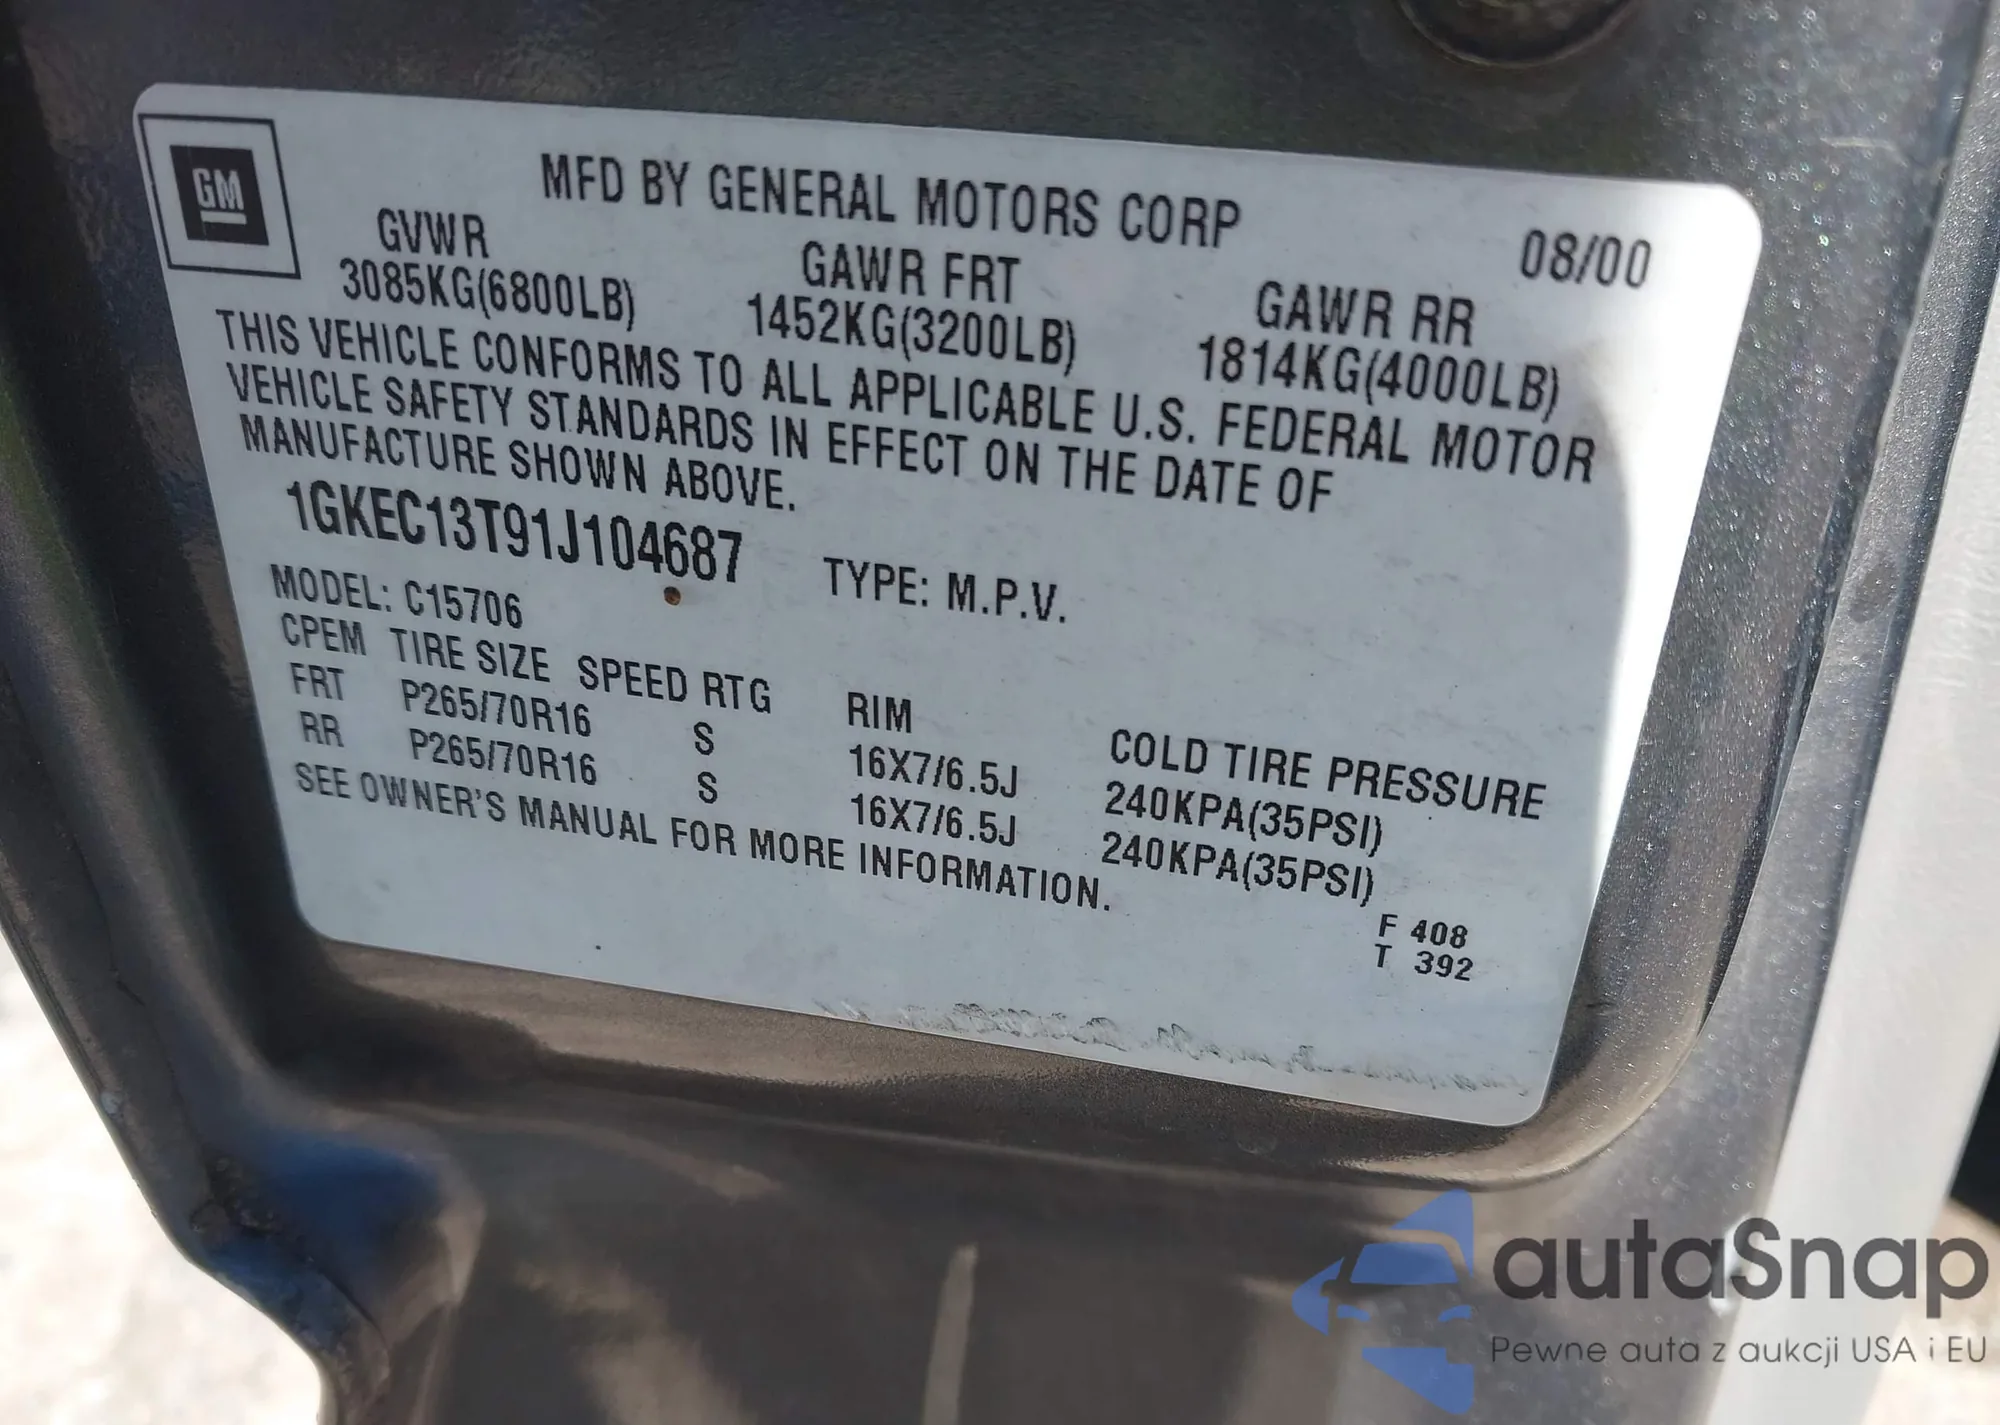 GM
MFD BY GENERAL MOTORS CORP
08/00
GVWR GAWR FRT GAWR RR
3085KG(6800LB) 1452KG(3200LB) 1814KG(4000LB)
THIS VEHICLE CONFORMS TO ALL APPLICABLE U.S. FEDERAL MOTOR
VEHICLE SAFETY STANDARDS IN EFFECT ON THE DATE OF
MANUFACTURE SHOWN ABOVE.
1GKEC13T91J104687 TYPE: M.P.V.
MODEL: C15706
CPEM TIRE SIZE SPEED RTG RIM COLD TIRE PRESSURE
FRT P265/70R16 S 16X7/6.5J 240KPA(35PSI)
RR P265/70R16 S 16X7/6.5J 240KPA(35PSI)
SEE OWNER'S MANUAL FOR MORE INFORMATION.
F 408
T 392
autaSnap
Pewne auta z aukcji USA i EU